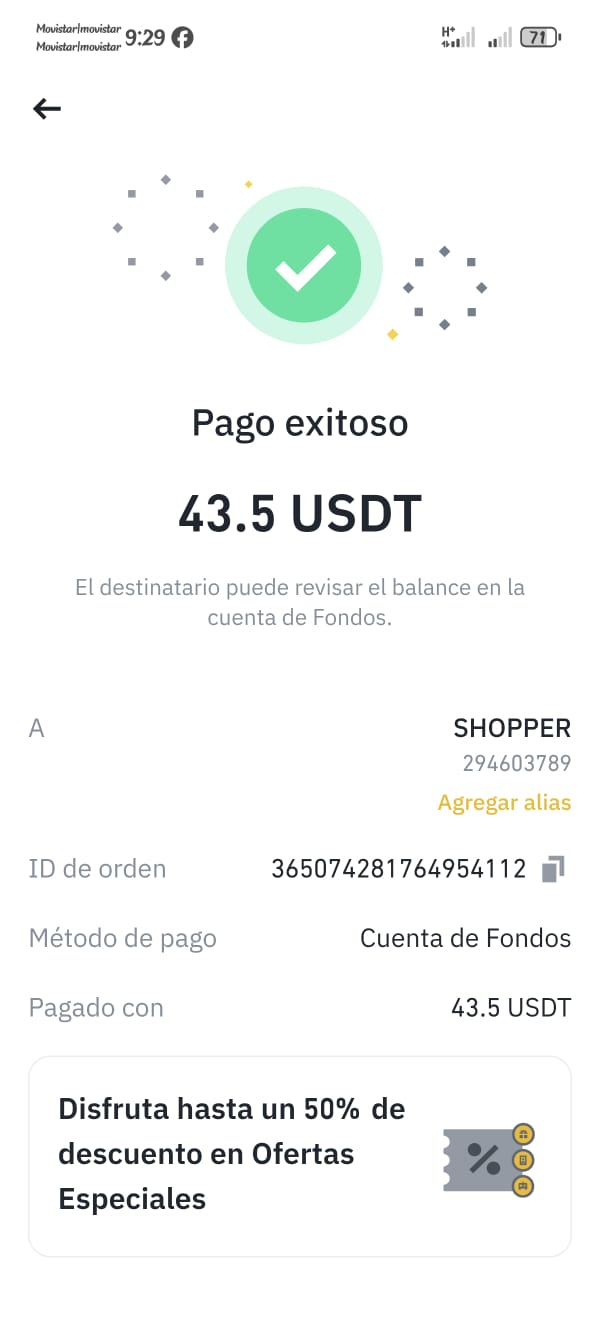 Movistar|movistar
Movistar|movistar
9:29
H+
71
Pago exitoso
43.5 USDT
El destinatario puede revisar el balance en la
cuenta de Fondos.
A
SHOPPER
294603789
Agregar alias
ID de orden
365074281764954112
Método de pago
Cuenta de Fondos
Pagado con
43.5 USDT
Disfruta hasta un 50% de
descuento en Ofertas
Especiales
%